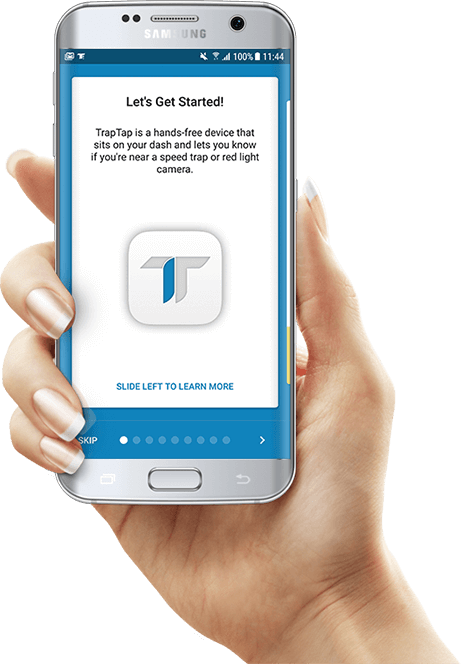 SAMSUNG
100% 11:44
Let's Get Started!
TrapTap is a hands-free device that
sits on your dash and lets you know
if you're near a speed trap or red light
camera.
SLIDE LEFT TO LEARN MORE
SKIP